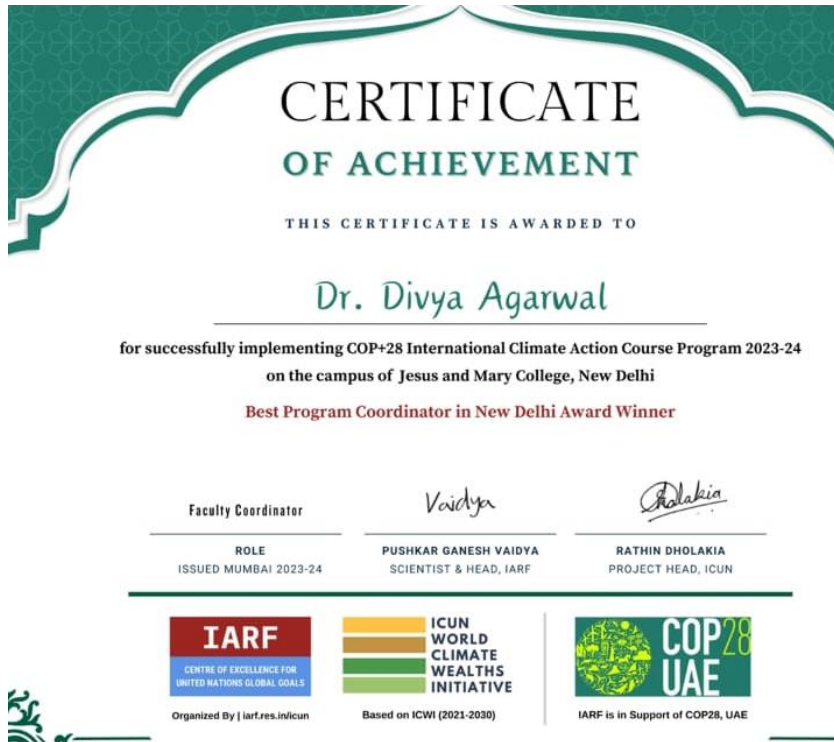 CERTIFICATE
OF ACHIEVEMENT
THIS CERTIFICATE IS AWARDED TO
Dr. Divya Agarwal
for successfully implementing COP+28 International Climate Action Course Program 2023-24
on the campus of Jesus and Mary College, New Delhi
Best Program Coordinator in New Delhi Award Winner
Faculty Coordinator
Vaidya
Dholakia
ROLE
ISSUED MUMBAI 2023-24
PUSHKAR GANESH VAIDYA
SCIENTIST & HEAD, IARF
RATHIN DHOLAKIA
PROJECT HEAD, ICUN
IARF
CENTRE OF EXCELLENCE FOR
UNITED NATIONS GLOBAL GOALS
Organized By | iarf.res.in/icun
ICUN
WORLD
CLIMATE
WEALTHS
INITIATIVE
Based on ICWI (2021-2030)
COP28
UAE
IARF is in Support of COP28, UAE